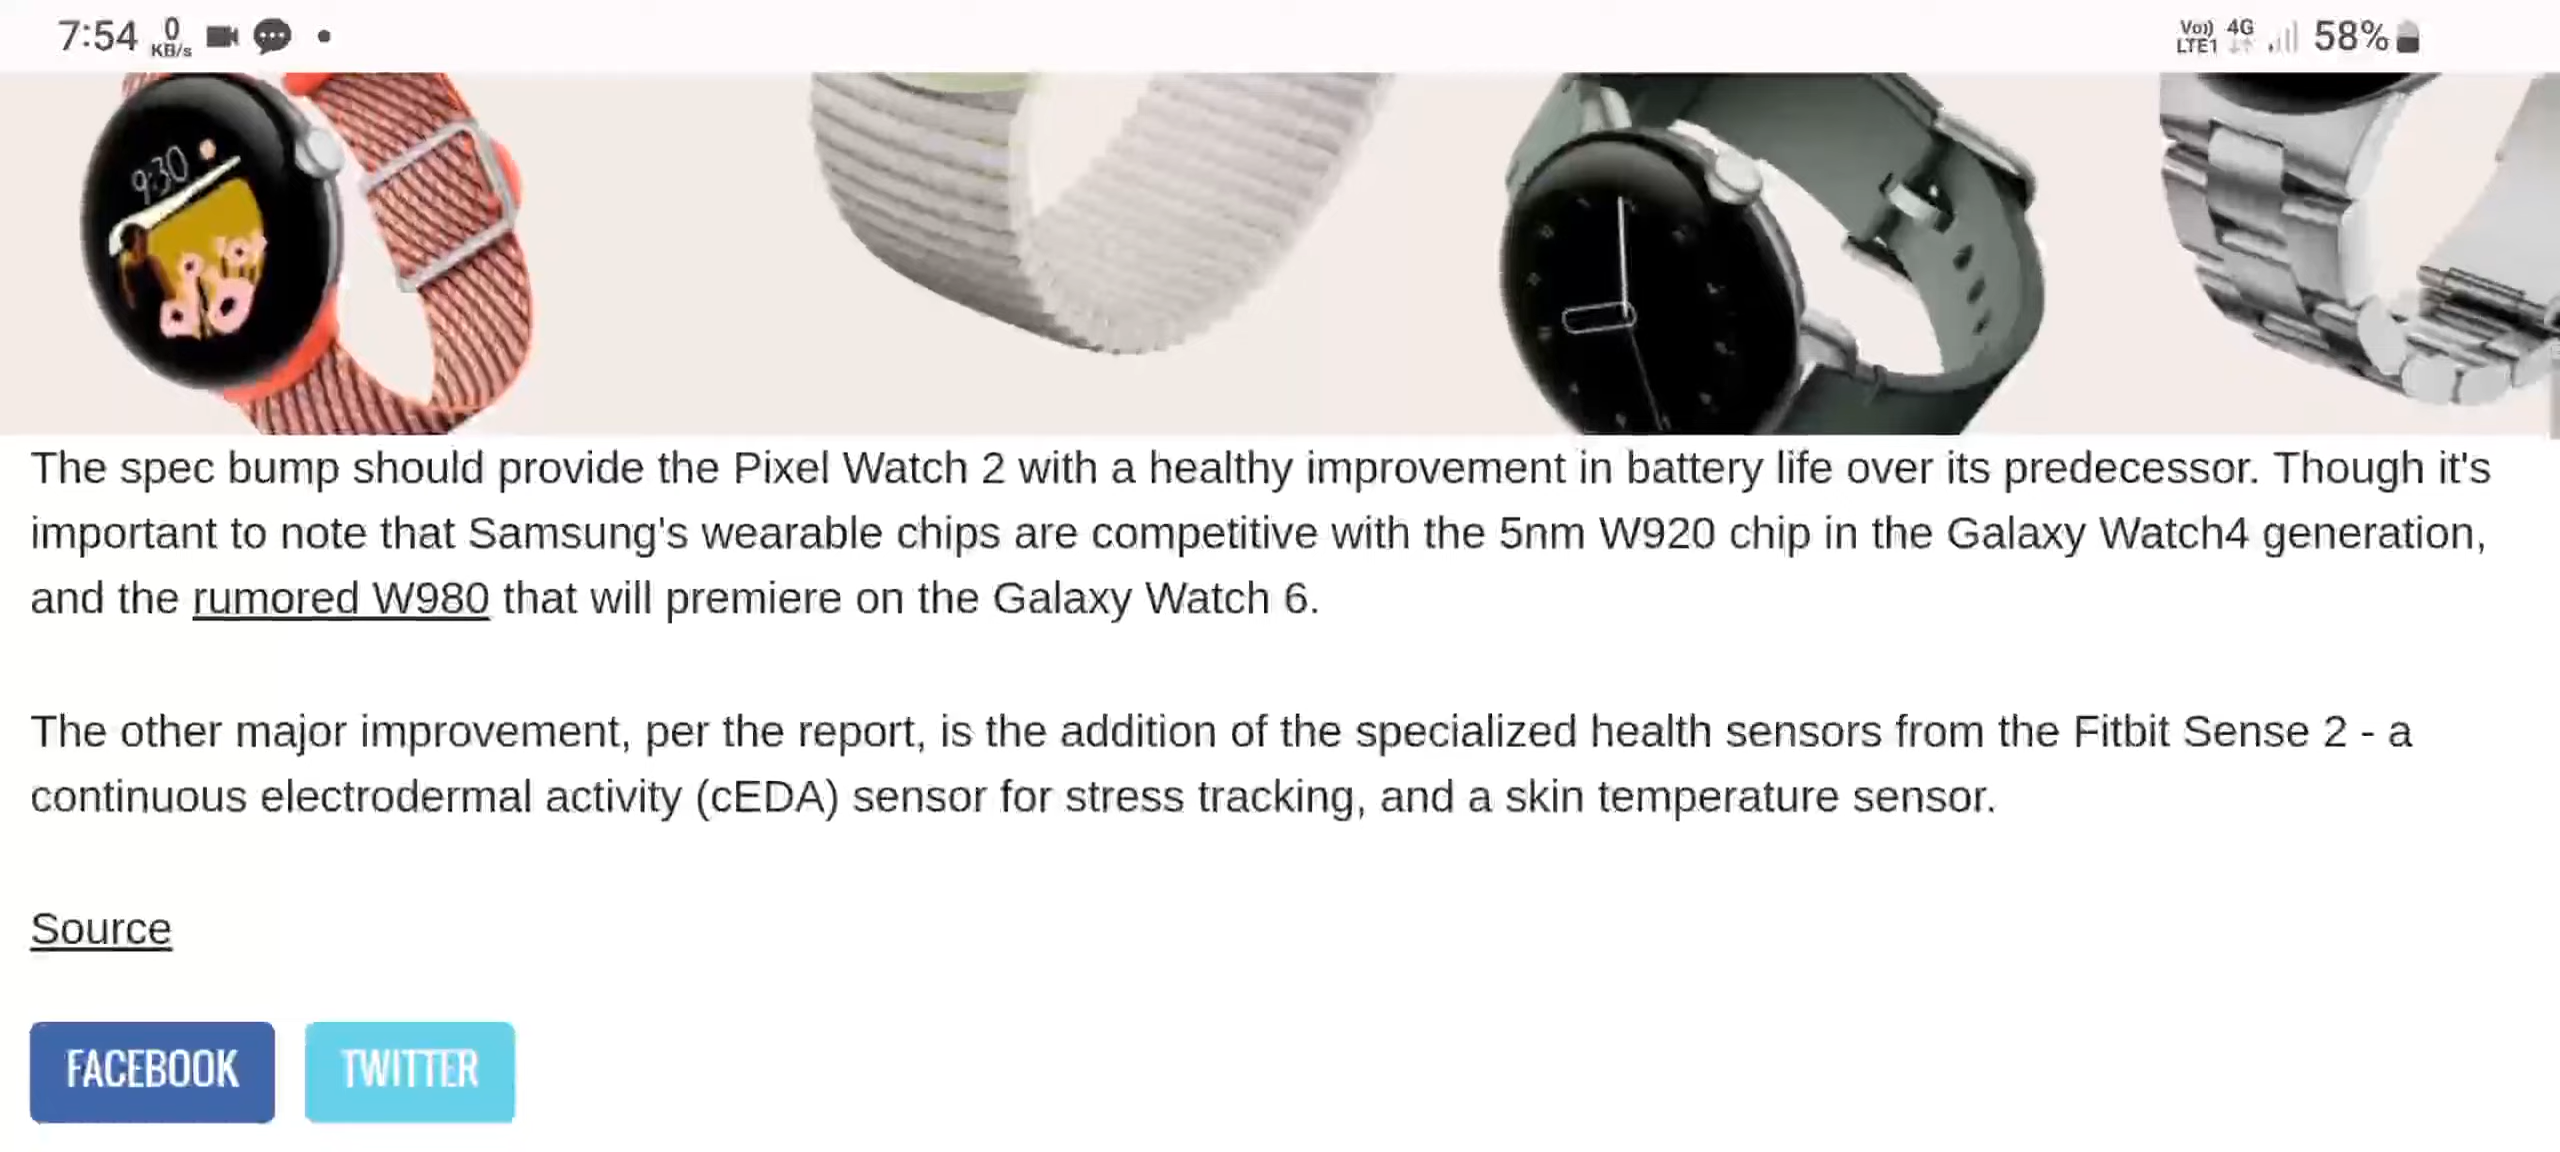 7:54 0 KB/s Vo)) LTE1 4G 58%
9:30
The spec bump should provide the Pixel Watch 2 with a healthy improvement in battery life over its predecessor. Though it's
important to note that Samsung's wearable chips are competitive with the 5nm W920 chip in the Galaxy Watch4 generation,
and the rumored W980 that will premiere on the Galaxy Watch 6.
The other major improvement, per the report, is the addition of the specialized health sensors from the Fitbit Sense 2 - a
continuous electrodermal activity (cEDA) sensor for stress tracking, and a skin temperature sensor.
Source
FACEBOOK TWITTER